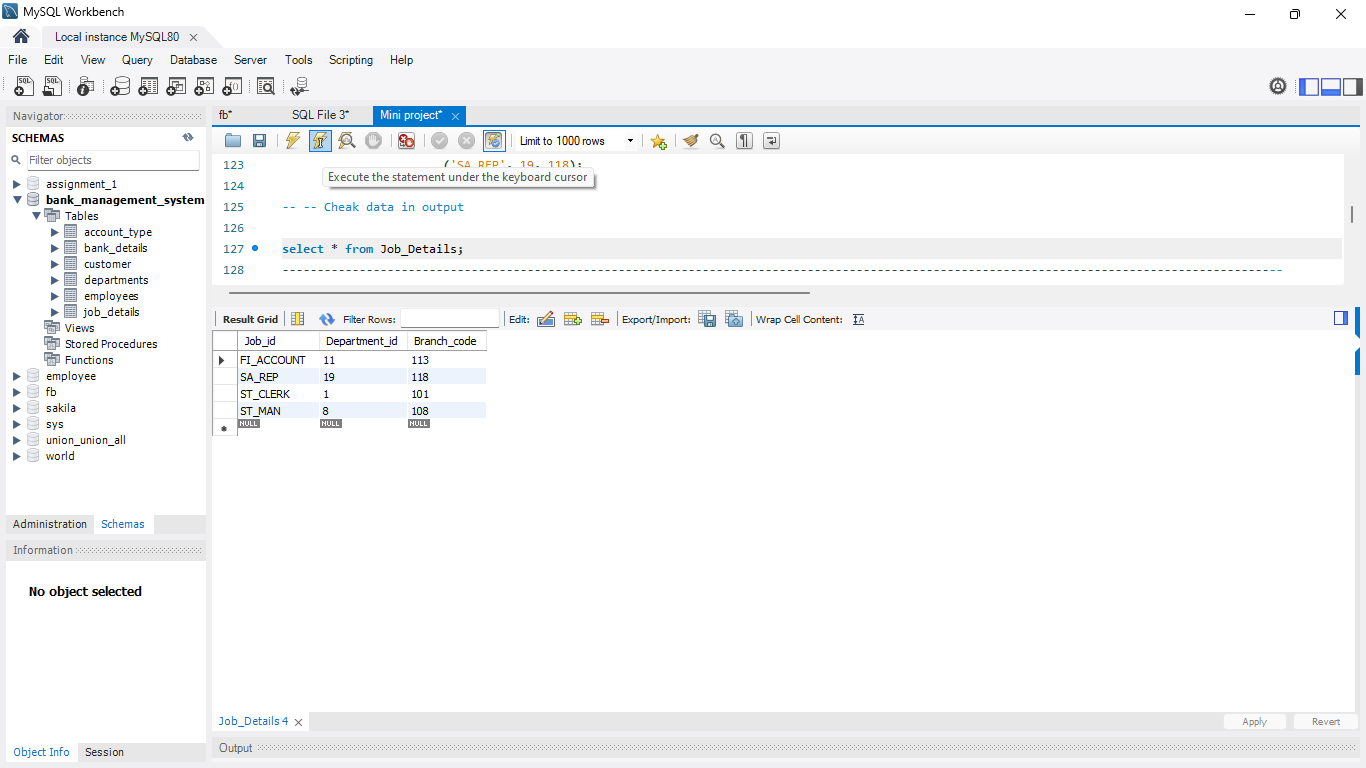 MySQL Workbench
Local instance MySQL80
File Edit View Query Database Server Tools Scripting Help
Navigator
SCHEMAS
Filter objects
assignment_1
bank_management_system
Tables
account_type
bank_details
customer
departments
employees
job_details
Views
Stored Procedures
Functions
employee
fb
sakila
sys
union_union_all
world
Administration Schemas
Information
No object selected
Object Info Session
fb* SQL File 3* Mini project*
Limit to 1000 rows
123 ('SA_REP', 19, 118);
Execute the statement under the keyboard cursor
124
125 -- -- Cheak data in output
126
127 select * from Job_Details;
128
Result Grid Filter Rows: Edit: Export/Import: Wrap Cell Content:
Job_id Department_id Branch_code
FI_ACCOUNT 11 113
SA_REP 19 118
ST_CLERK 1 101
ST_MAN 8 108
NULL NULL NULL
Job_Details 4 Apply Revert
Output